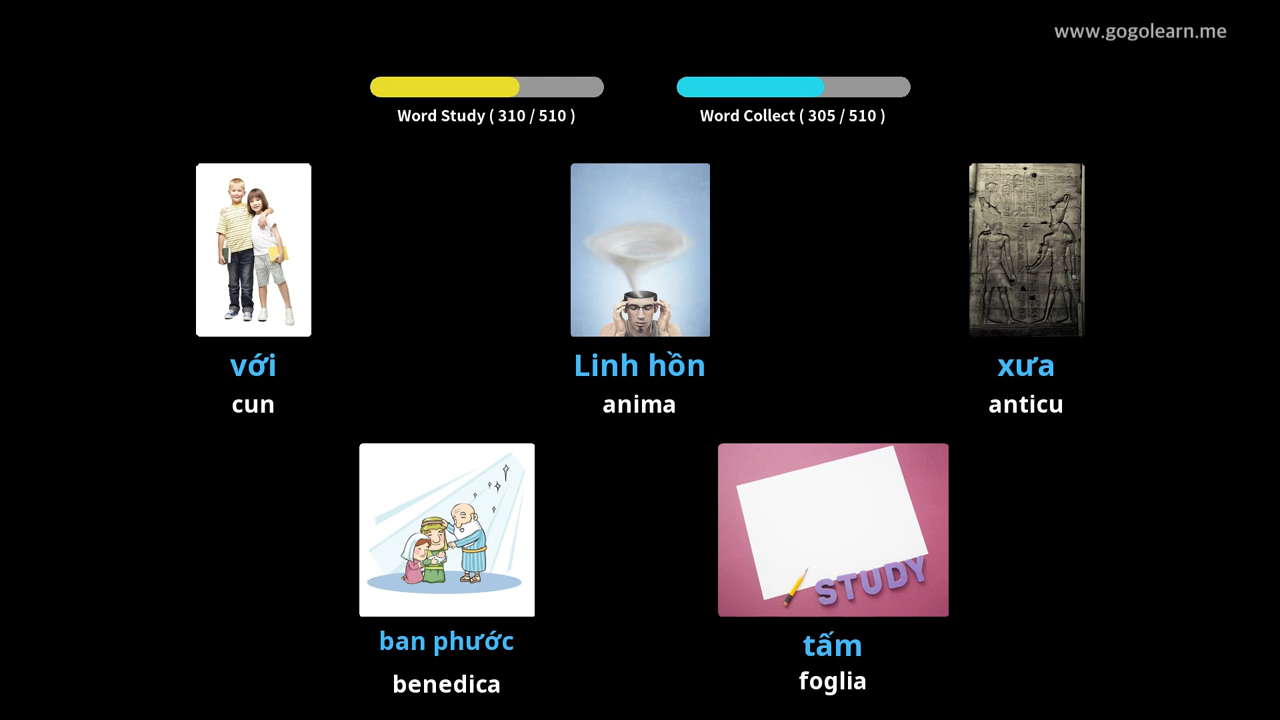 www.gogolearn.me
Word Study ( 310 / 510 )
Word Collect ( 305 / 510 )
với
cun
Linh hồn
anima
xưa
anticu
ban phước
benedica
STUDY
tấm
foglia